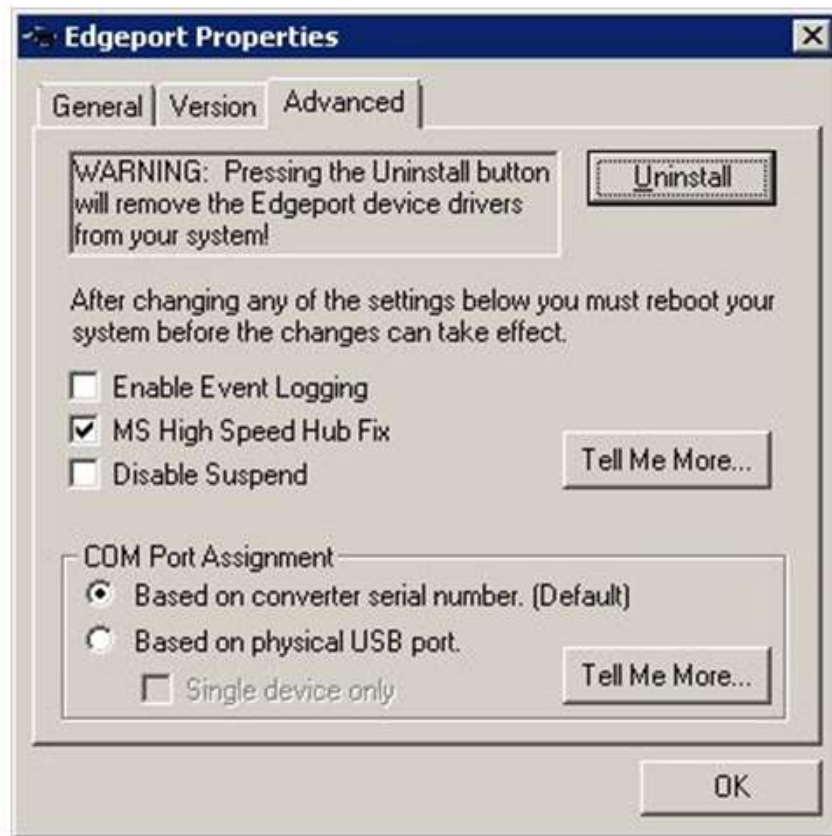 Edgeport Properties
General
Version
Advanced
WARNING:  Pressing the Uninstall button
will remove the Edgeport device drivers
from your system!
Uninstall
After changing any of the settings below you must reboot your
system before the changes can take effect.
Enable Event Logging
MS High Speed Hub Fix
Disable Suspend
Tell Me More...
COM Port Assignment
Based on converter serial number. (Default)
Based on physical USB port.
Single device only
Tell Me More...
OK